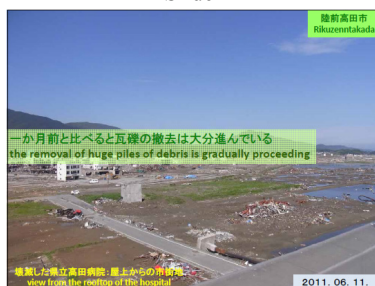 陸前高田市
Rikuzenntakada
一か月前と比べると瓦礫の撤去は大分進んでいる
the removal of huge piles of debris is gradually proceeding
壊滅した県立高田病院:屋上からの市街地
view from the rooftop of the hospital
2011. 06. 11.